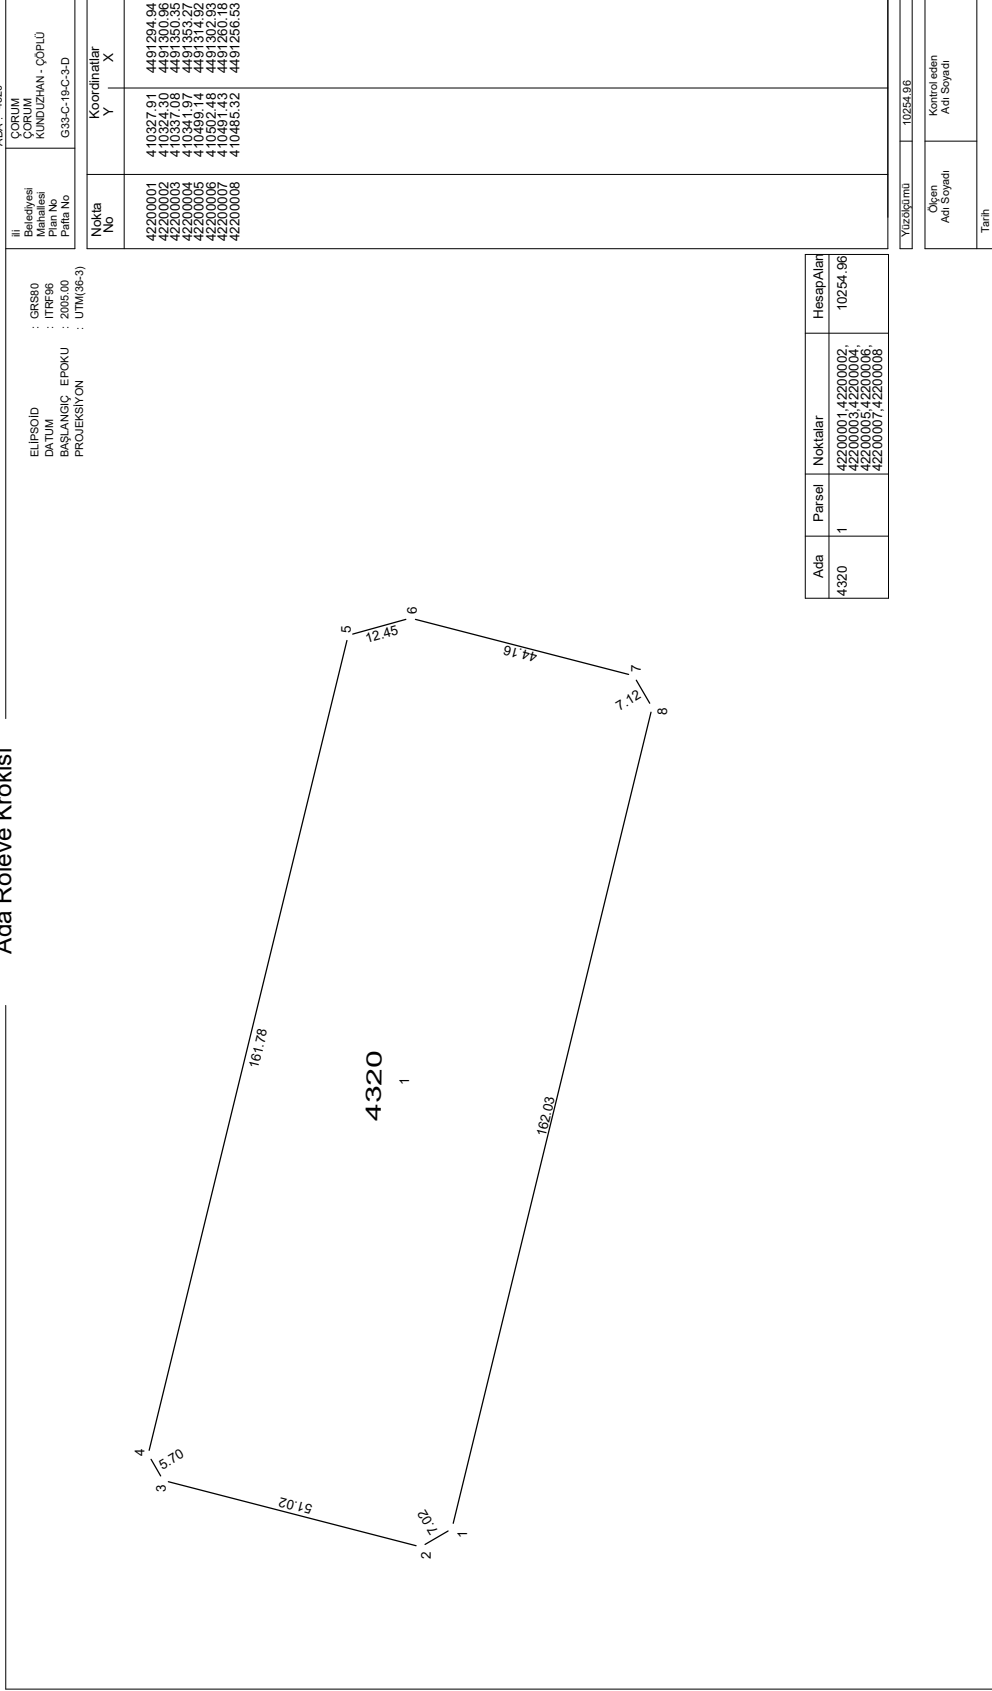 Ada Röleve Krokisi
ELİPSOİD : GRS80
DATUM : ITRF96
BAŞLANGIÇ EPOKU : 2005.00
PROJEKSİYON : UTM(36-3)
ili ÇORUM
Belediyesi ÇORUM
Mahallesi KUNDUZHAN - ÇÖPLÜ
Plan No
Pafta No G33-C-19-C-3-D
Nokta No Koordinatlar
Y X
42200001 410327.91 4491294.94
42200002 410324.30 4491300.96
42200003 410337.08 4491350.35
42200004 410341.97 4491353.27
42200005 410499.14 4491314.92
42200006 410502.48 4491302.93
42200007 410491.43 4491260.18
42200008 410485.32 4491256.53
4
5.70
3
161.78
5
12.45
6
51.02
44.16
4320
1
2
7.02
1
162.03
7
7.12
8
Ada Parsel Noktalar HesapAlan
4320 1 42200001,42200002, 10254.96
42200003,42200004,
42200005,42200006,
42200007,42200008
Yüzölçümü 10254.96
Ölçen
Adı Soyadı
Kontrol eden
Adı Soyadı
Tarih